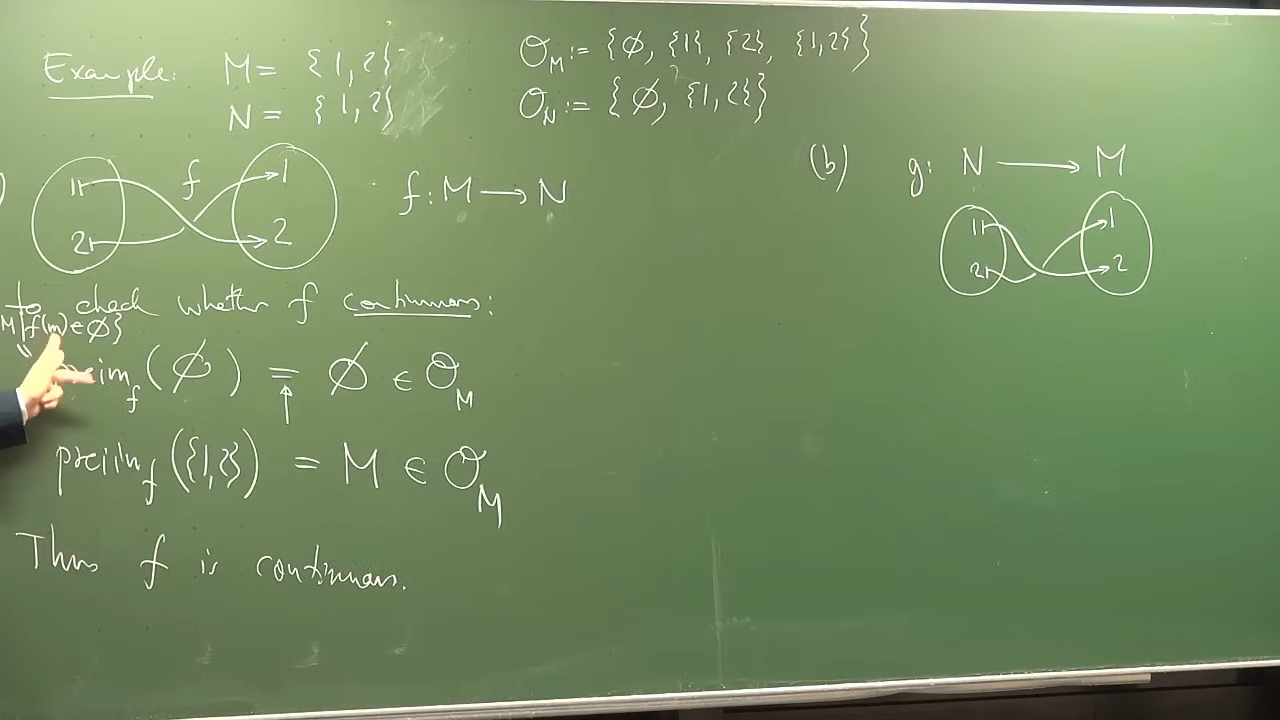 Example: M = {1,2}
N = {1,2}
O_M := {∅, {1}, {2}, {1,2}}
O_N := {∅, {1,2}}
)
1
2
f
1
2
f: M → N
to check whether f continuous:
M | f(m) ∈ ∅}
"
im_f (∅) = ∅ ∈ O_M
↑
preim_f ({1,2}) = M ∈ O_M
Thus f is continuous.
(b) g: N → M
1
2
1
2